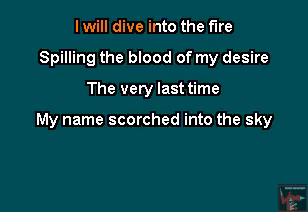 I will dive into the fire
Spilling the blood of my desire
The very last time
My name scorched into the sky